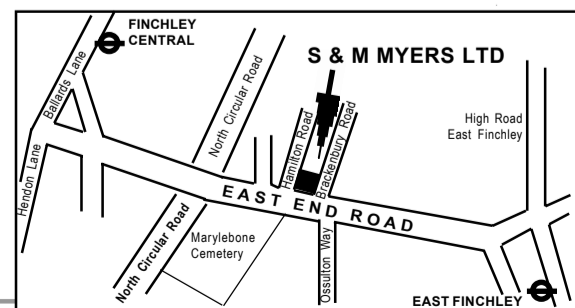 FINCHLEY
CENTRAL
S & M MYERS LTD
Ballards Lane
North Circular Road
Hamilton Road
Brackenbury Road
High Road
East Finchley
Hendon Lane
EAST END ROAD
North Circular Road
Marylebone
Cemetery
Ossulton Way
EAST FINCHLEY